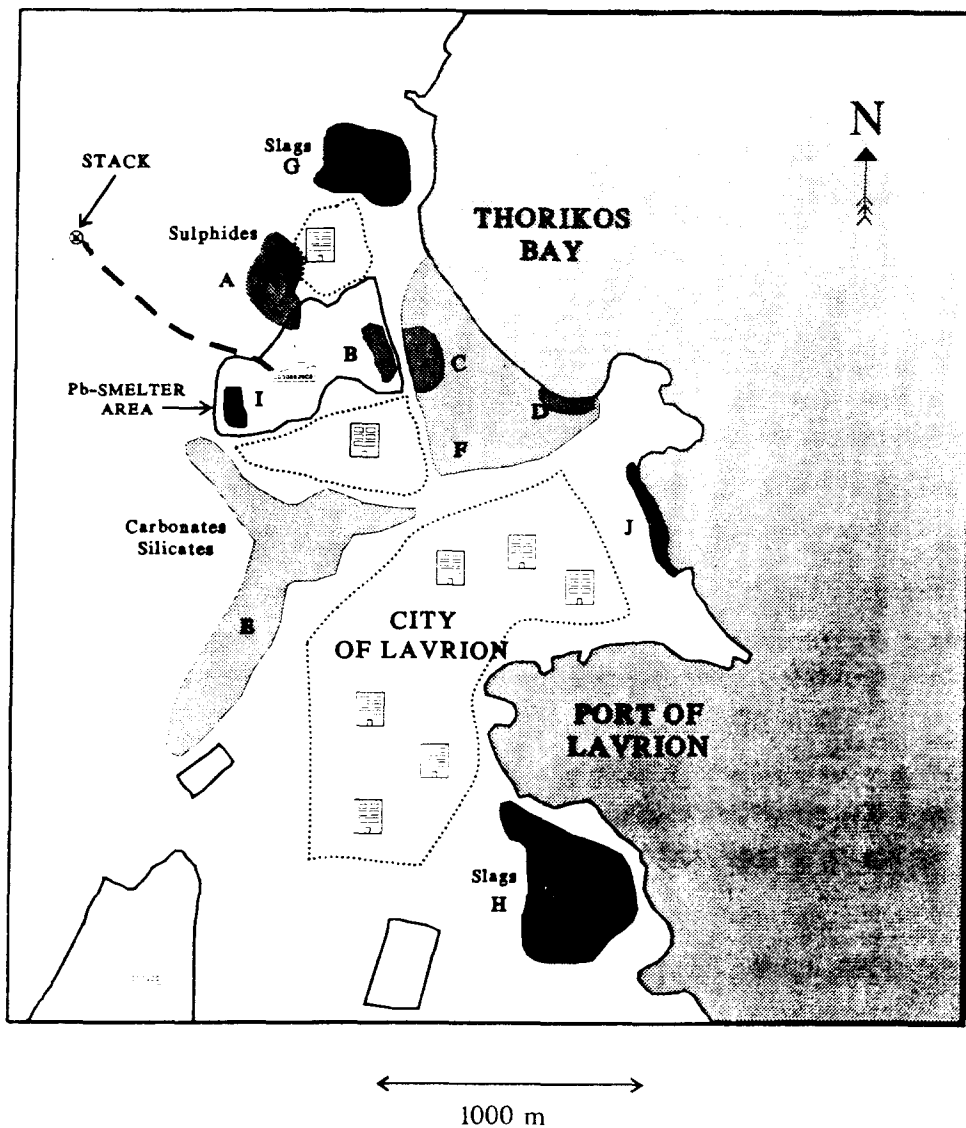 N
Slags
G
STACK
THORIKOS
BAY
Sulphides
A
B
C
Pb-SMELTER
AREA
I
D
F
Carbonates
Silicates
J
E
CITY
OF LAVRION
PORT OF
LAVRION
Slags
H
1000 m